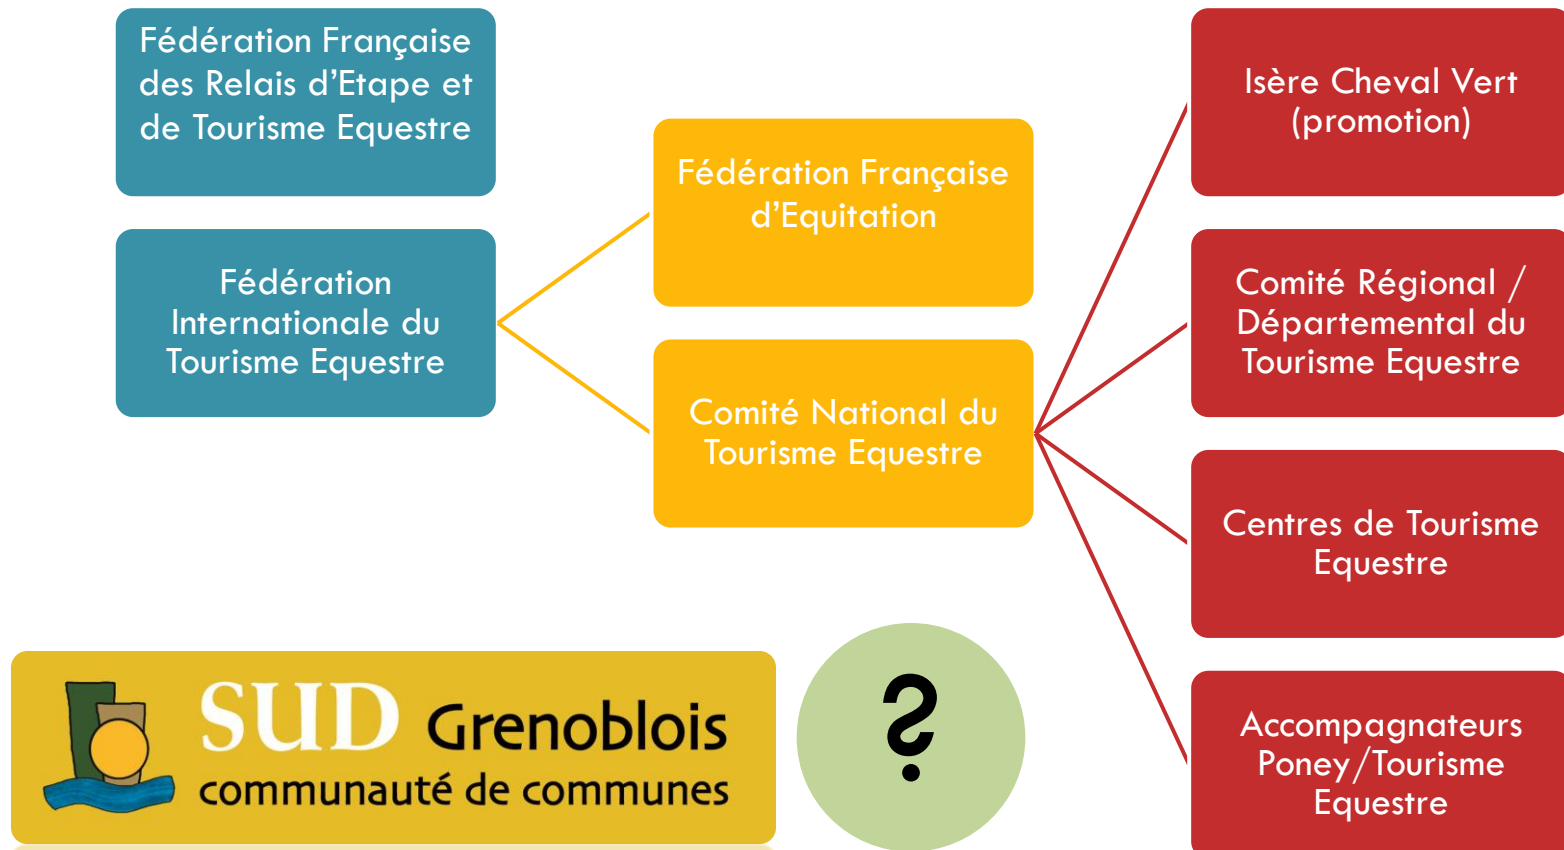 Fédération Française
des Relais d'Etape et
de Tourisme Equestre
Fédération
Internationale du
Tourisme Equestre
Fédération Française
d'Equitation
Comité National du
Tourisme Equestre
Isère Cheval Vert
(promotion)
Comité Régional /
Départemental du
Tourisme Equestre
Centres de Tourisme
Equestre
Accompagnateurs
Poney/Tourisme
Equestre
SUD Grenoblois
communauté de communes
?